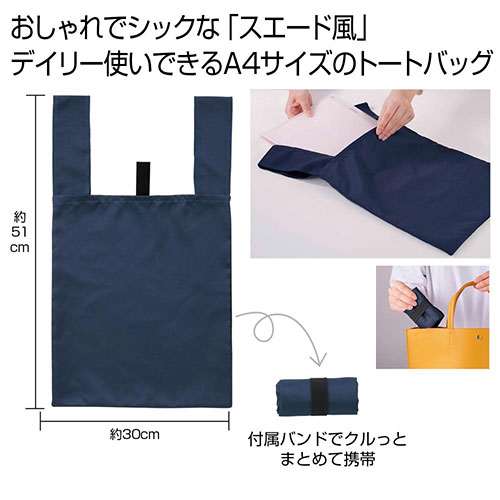 おしゃれでシックな「スエード風」
デイリー使いできるA4サイズのトートバッグ
約
51
cm
約30cm
付属バンドでクルっと
まとめて携帯